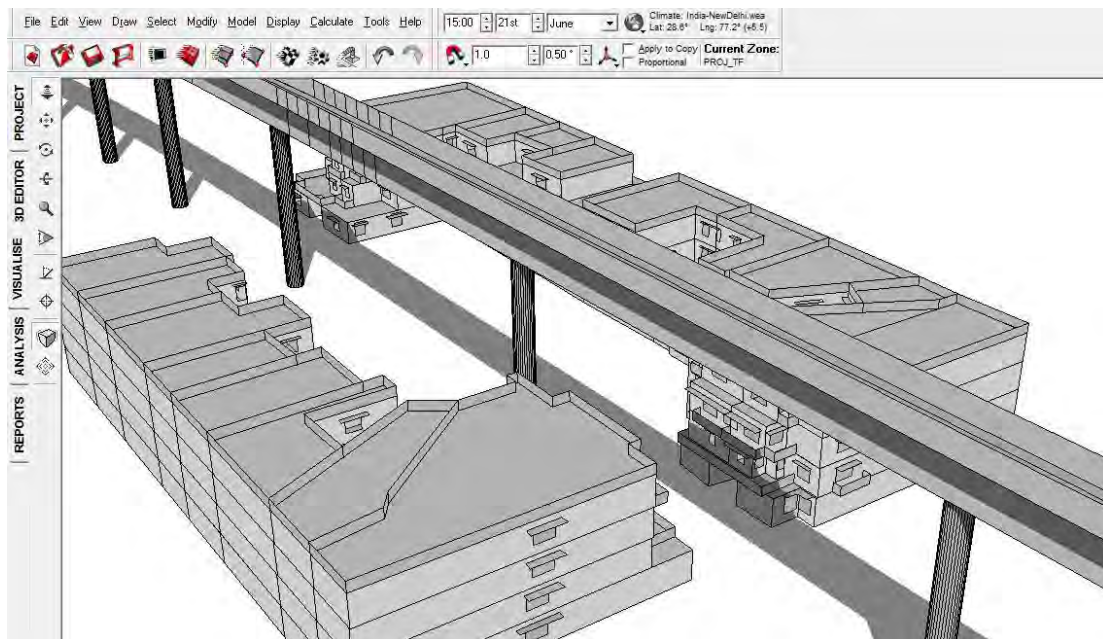 File Edit View Draw Select Modify Model Display Calculate Tools Help
15:00 21st June
Climate: India-NewDelhi.wea
Lat: 28.6° Lng: 77.2° (+5.5)
1.0 0.50 °
Apply to Copy
Proportional
Current Zone:
PROJ_TF
PROJECT
3D EDITOR
VISUALISE
ANALYSIS
REPORTS